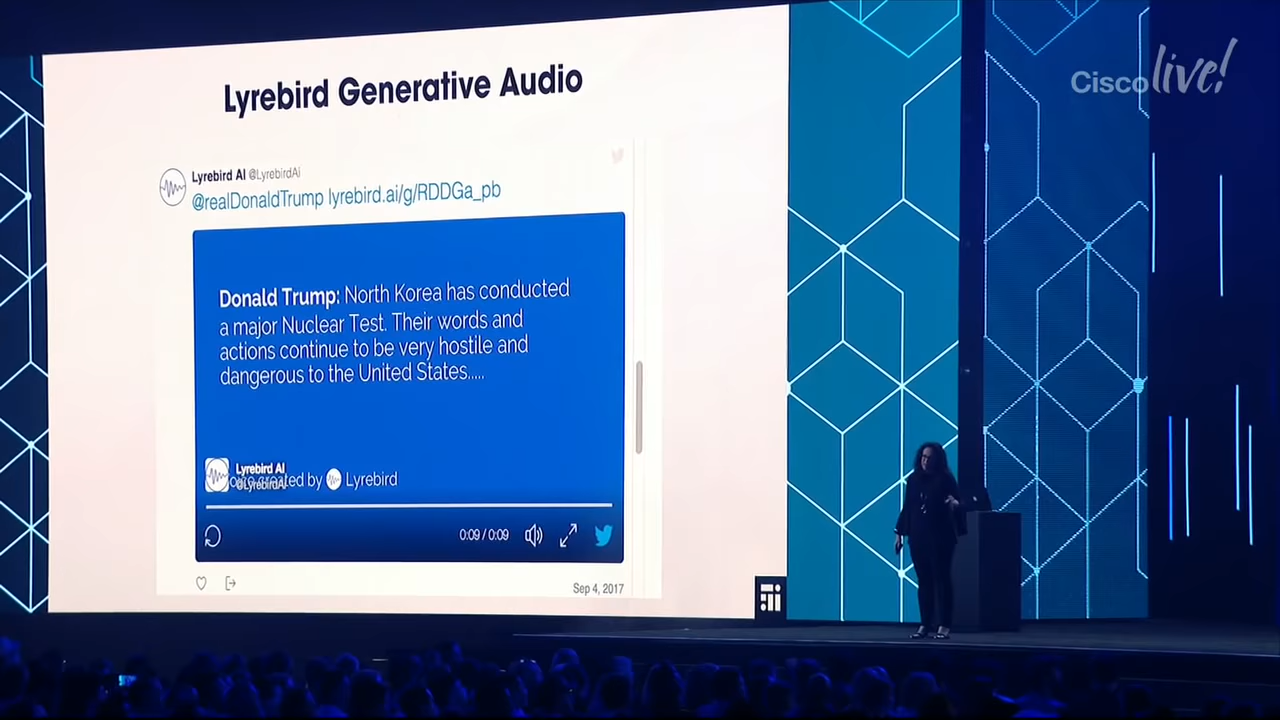 Lyrebird Generative Audio
Cisco live!
Lyrebird AI @LyrebirdAi
@realDonaldTrump lyrebird.ai/g/RDDGa_pb
Donald Trump: North Korea has conducted
a major Nuclear Test. Their words and
actions continue to be very hostile and
dangerous to the United States.....
Lyrebird AI
@LyrebirdAi
created by Lyrebird
0:09 / 0:09
Sep 4, 2017